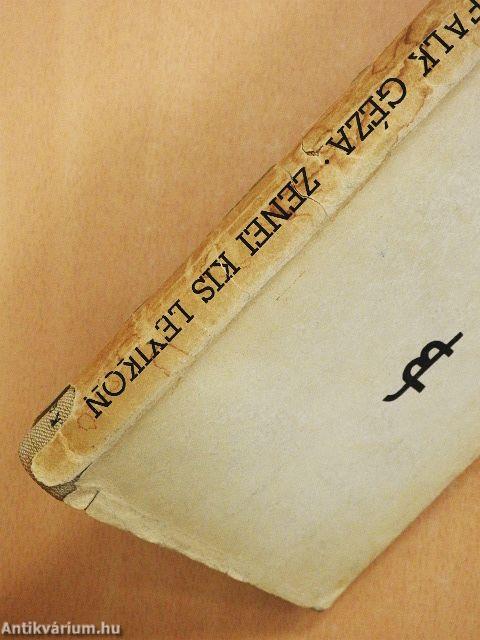 FALK GÉZA · ZENEI KIS LEXIKON
Antikvárium.hu